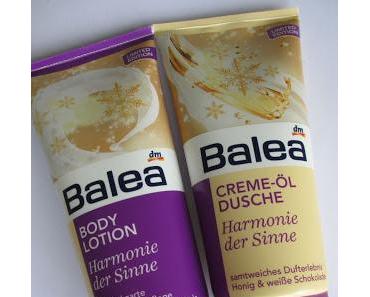 LIMITED
EDITION
dm
Balea
BODY
LOTION
Harmonie
der Sinne
LIMITED
EDITION
dm
Balea
CREME-ÖL
DUSCHE
Harmonie
der Sinne
samtweiches Dufterlebnis
Honig & weiße Schokolade